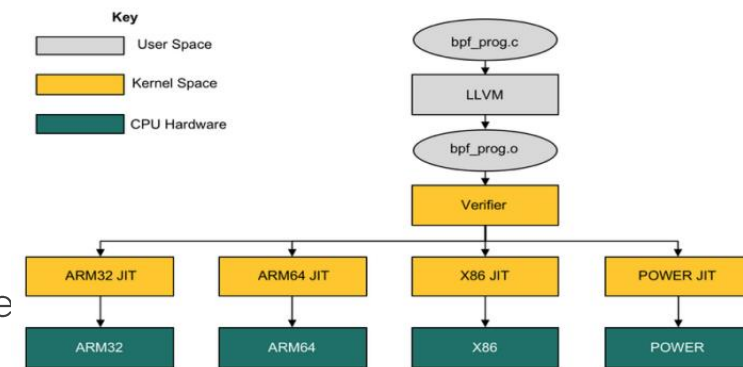 Key
User Space
Kernel Space
CPU Hardware
bpf_prog.c
LLVM
bpf_prog.o
Verifier
ARM32 JIT
ARM64 JIT
X86 JIT
POWER JIT
ARM32
ARM64
X86
POWER